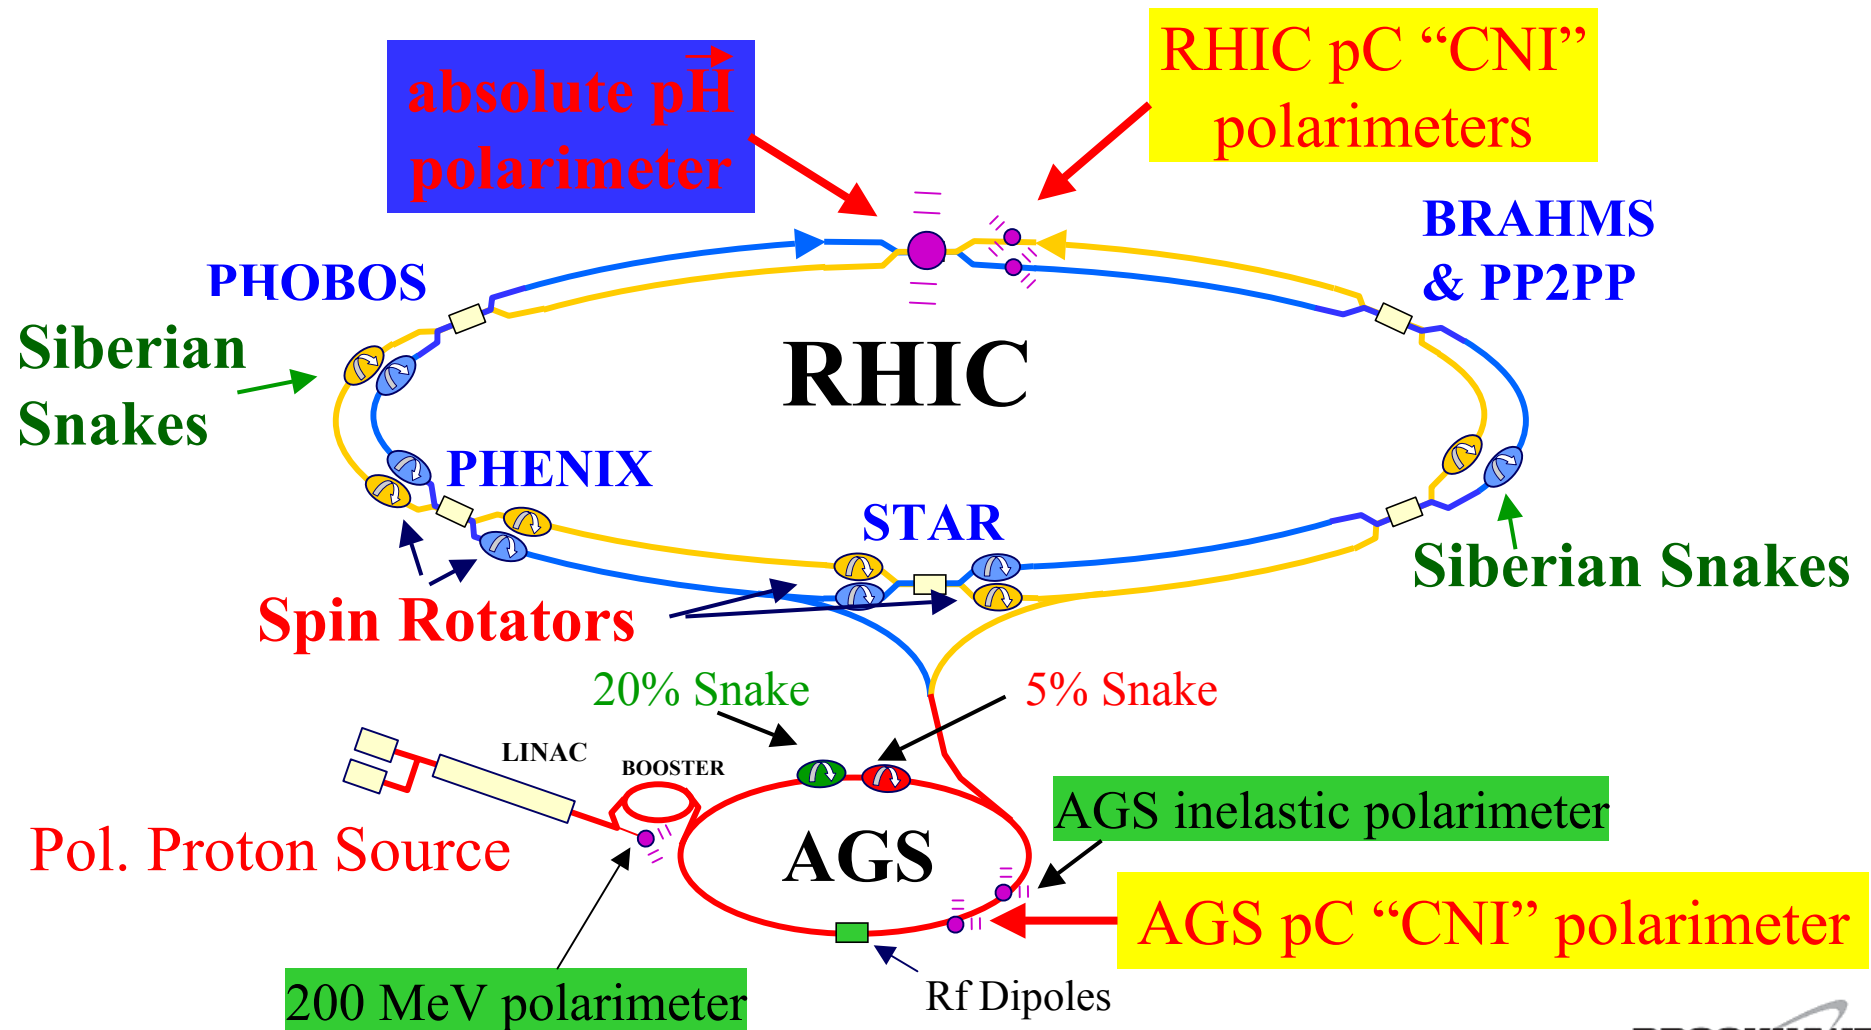 absolute pH
polarimeter
RHIC pC “CNI”
polarimeters
BRAHMS
& PP2PP
PHOBOS
Siberian
Snakes
RHIC
PHENIX
STAR
Siberian Snakes
Spin Rotators
20% Snake
5% Snake
LINAC
BOOSTER
Pol. Proton Source
AGS
AGS inelastic polarimeter
AGS pC “CNI” polarimeter
200 MeV polarimeter
Rf Dipoles